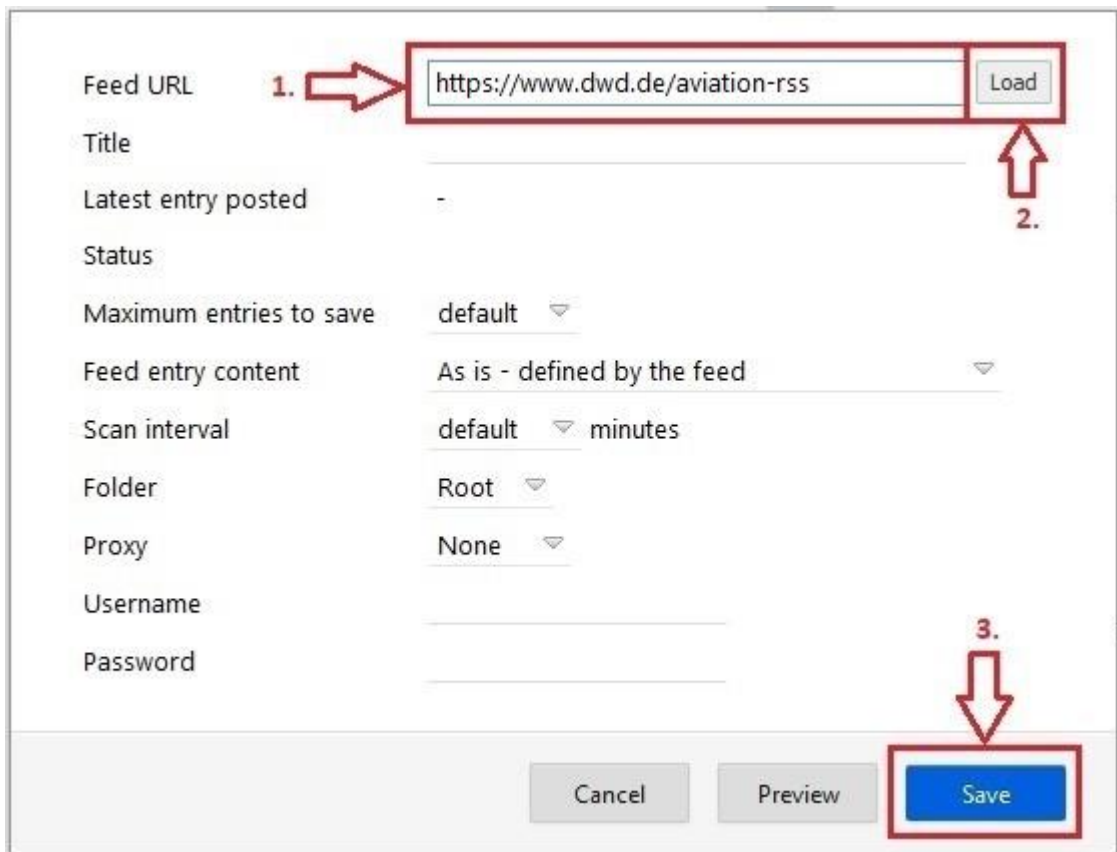 Feed URL 1. https://www.dwd.de/aviation-rss Load
Title
Latest entry posted -
2.
Status
Maximum entries to save default
Feed entry content As is - defined by the feed
Scan interval default minutes
Folder Root
Proxy None
Username
3.
Password
Cancel Preview Save